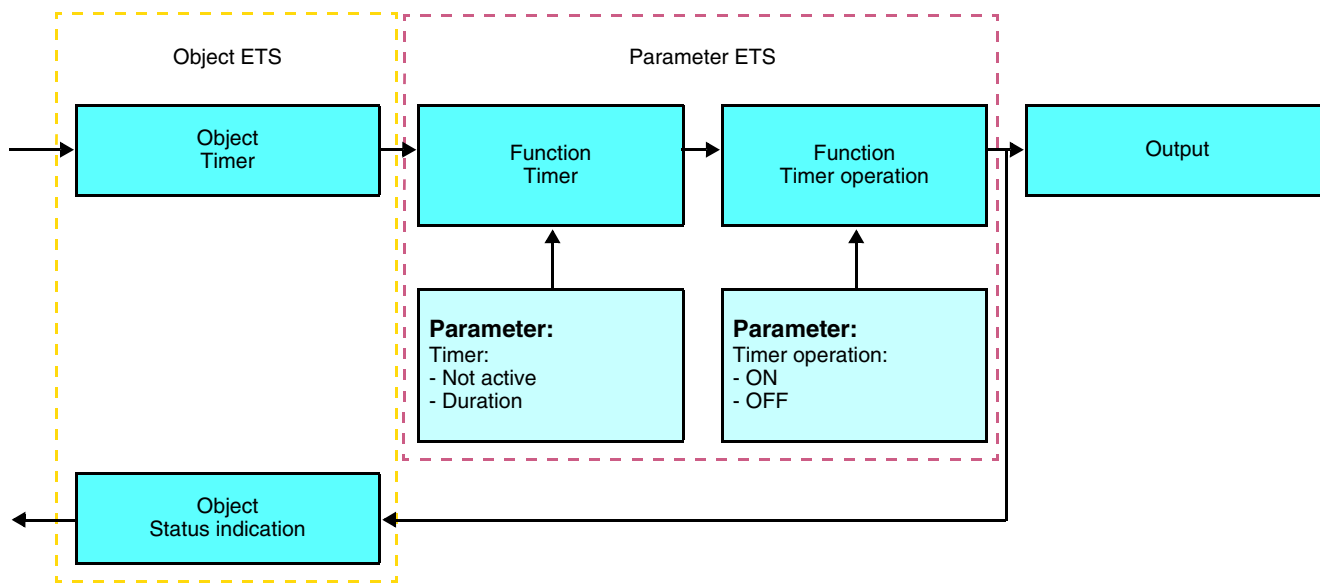 Object ETS
Parameter ETS
Object
Timer
Function
Timer
Function
Timer operation
Output
Parameter:
Timer:
- Not active
- Duration
Parameter:
Timer operation:
- ON
- OFF
Object
Status indication